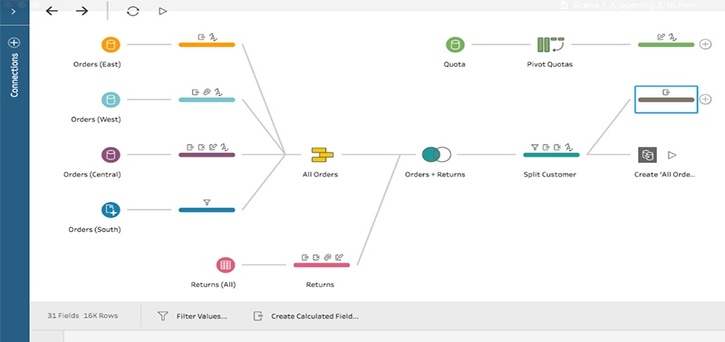 Connections
Orders (East)
Quota
Pivot Quotas
Orders (West)
Orders (Central)
All Orders
Orders + Returns
Split Customer
Create "All Orde...
Orders (South)
Returns (All)
Returns
31 Fields 16K Rows
Filter Values...
Create Calculated Field...